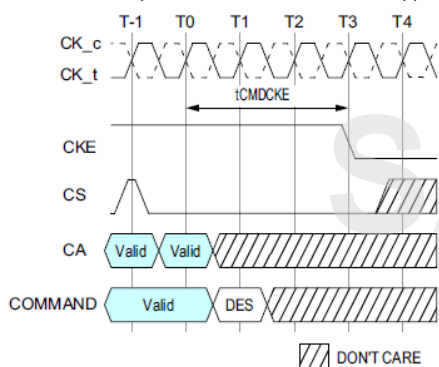 T-1 T0 T1 T2 T3 T4
CK_c
CK_t
tCMDCKE
CKE
CS
CA Valid Valid
COMMAND Valid DES
DON'T CARE